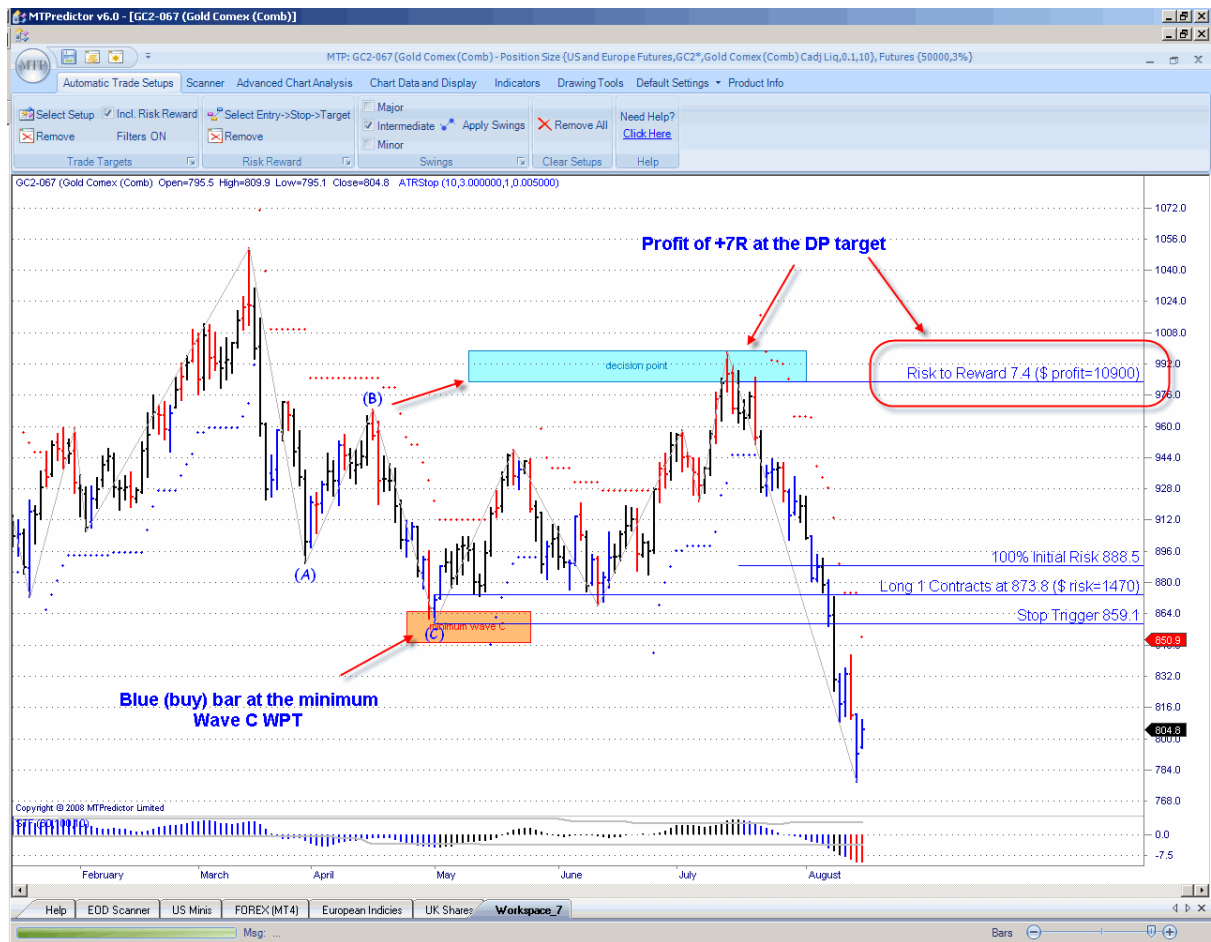 MTPredictor v6.0 - [GC2-067 (Gold Comex (Comb)]
MTP
MTP: GC2-067 (Gold Comex (Comb) - Position Size {US and Europe Futures,GC2*,Gold Comex (Comb) Cadj Liq,0.1,10}, Futures {50000,3%}
Automatic Trade Setups
Scanner
Advanced Chart Analysis
Chart Data and Display
Indicators
Drawing Tools
Default Settings
Product Info
Select Setup
Incl. Risk Reward
Remove
Filters ON
Trade Targets
Select Entry->Stop->Target
Remove
Risk Reward
Major
Intermediate
Minor
Apply Swings
Swings
Remove All
Clear Setups
Need Help?
Click Here
Help
GC2-067 (Gold Comex (Comb) Open=795.5 High=809.9 Low=795.1 Close=804.8 ATRStop (10,3.000000,1,0.005000)
Profit of +7R at the DP target
decision point
Risk to Reward 7.4 ($ profit=10900)
(B)
(A)
(C)
minimum wave C
100% Initial Risk 888.5
Long 1 Contracts at 873.8 ($ risk=1470)
Stop Trigger 859.1
Blue (buy) bar at the minimum
Wave C WPT
1072.0
1056.0
1040.0
1024.0
1008.0
992.0
976.0
960.0
944.0
928.0
912.0
896.0
880.0
864.0
850.9
848.0
832.0
816.0
804.8
800.0
784.0
768.0
Copyright © 2008 MTPredictor Limited
STF (60,100,10)
0.0
-7.5
February
March
April
May
June
July
August
Help
EOD Scanner
US Minis
FOREX (MT4)
European Indicies
UK Shares
Workspace_7
Msg: ...
Bars